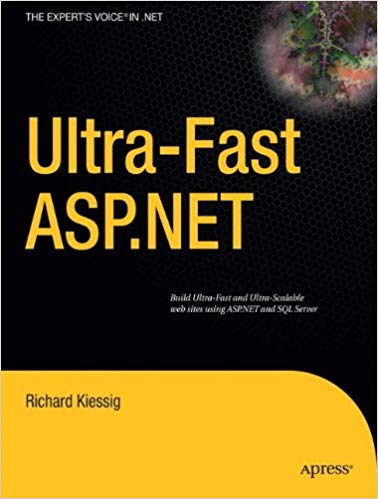 THE EXPERT'S VOICE® IN .NET
Ultra-Fast
ASP.NET
Build Ultra-Fast and Ultra-Scalable
web sites using ASP.NET and SQL Server
Richard Kiessig
Apress®